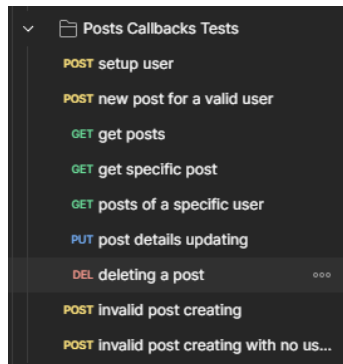 Posts Callbacks Tests
POST setup user
POST new post for a valid user
GET get posts
GET get specific post
GET posts of a specific user
PUT post details updating
DEL deleting a post
POST invalid post creating
POST invalid post creating with no us...